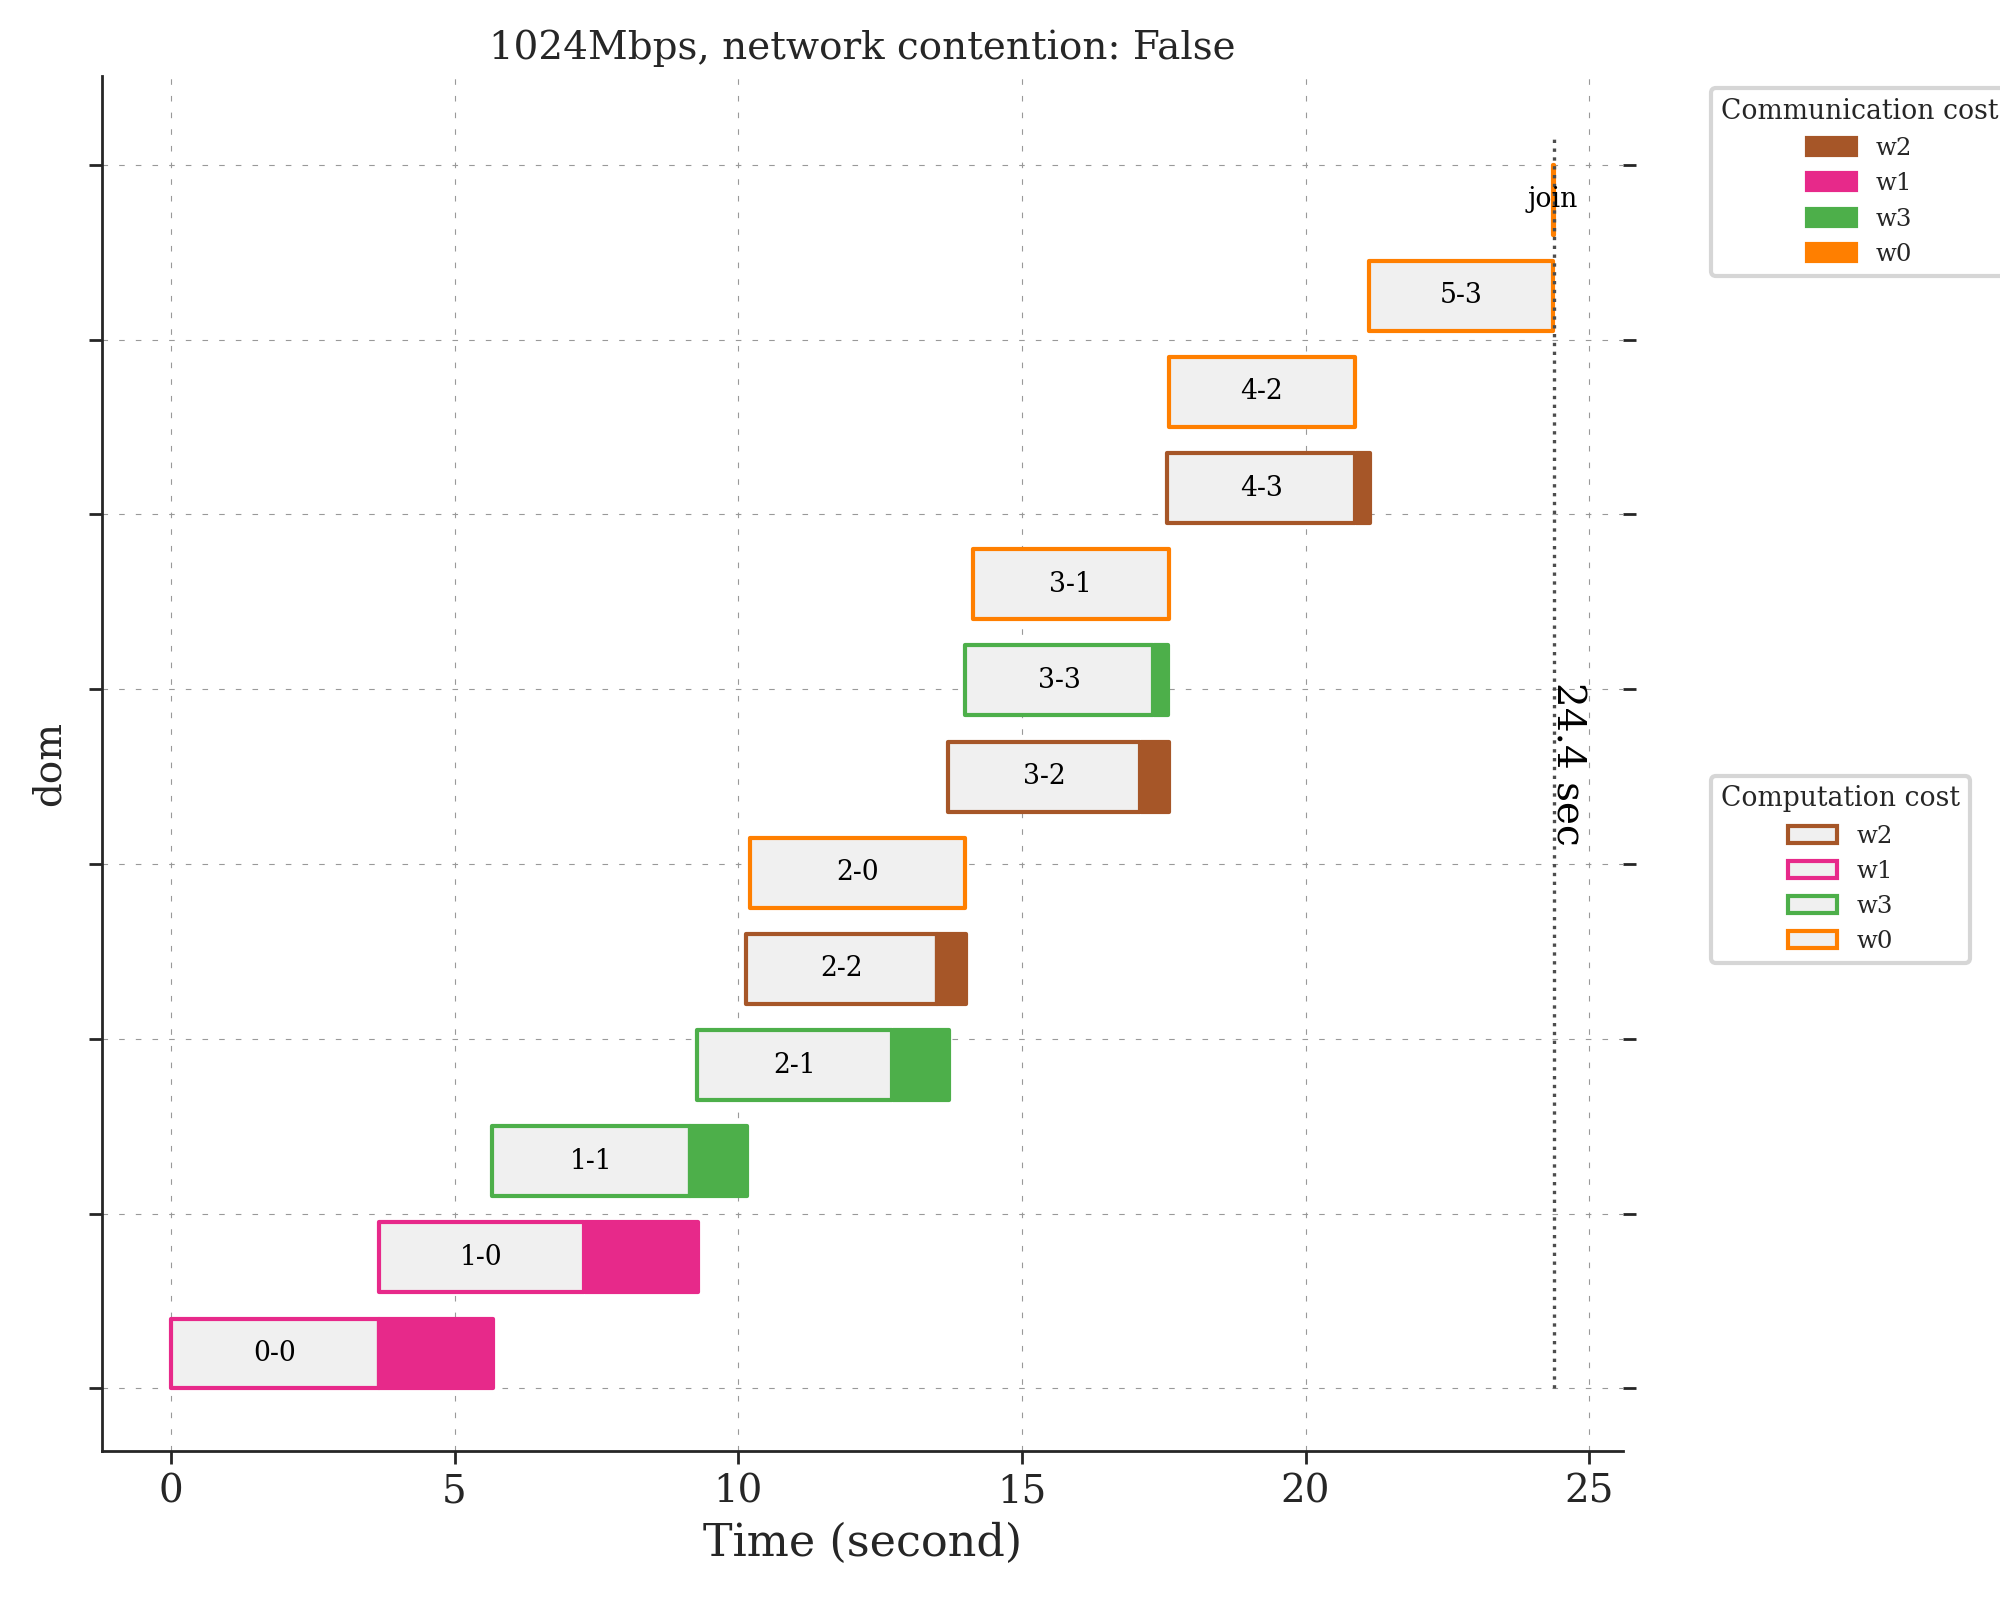 1024Mbps, network contention: False
Communication cost
w2
w1
w3
w0
join
5-3
4-2
4-3
3-1
3-3
3-2
2-0
2-2
2-1
1-1
1-0
0-0
24.4 sec
dom
Computation cost
w2
w1
w3
w0
0 5 10 15 20 25
Time (second)